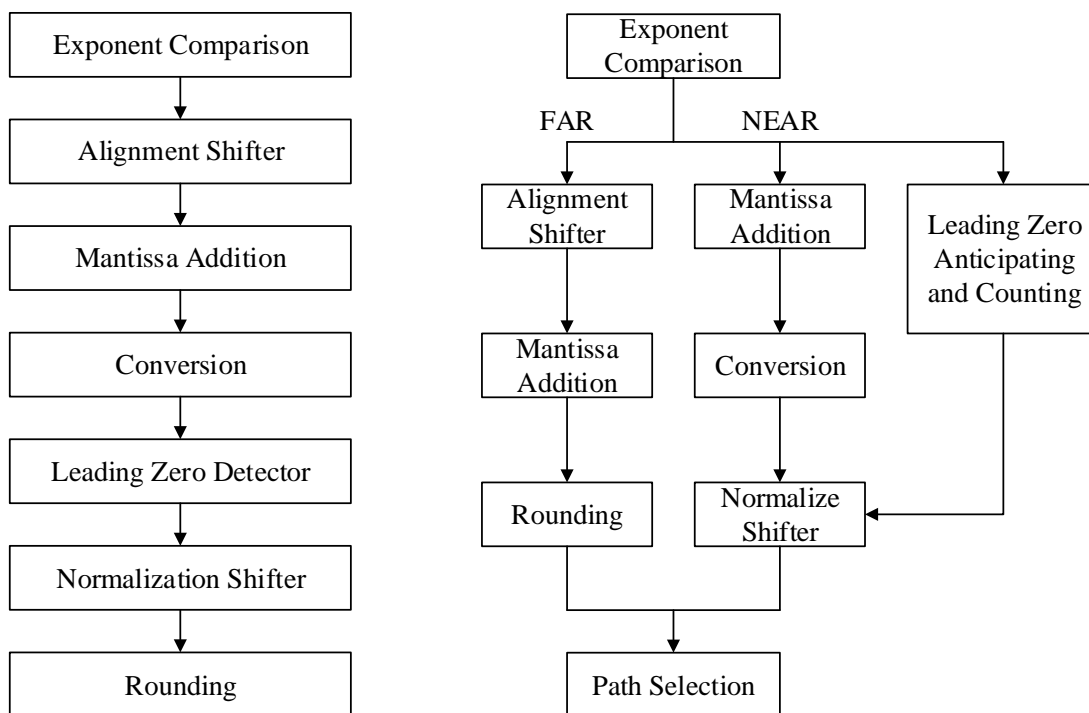 Exponent Comparison
Alignment Shifter
Mantissa Addition
Conversion
Leading Zero Detector
Normalization Shifter
Rounding
Exponent
Comparison
FAR
NEAR
Alignment
Shifter
Mantissa
Addition
Rounding
Mantissa
Addition
Conversion
Normalize
Shifter
Leading Zero
Anticipating
and Counting
Path Selection